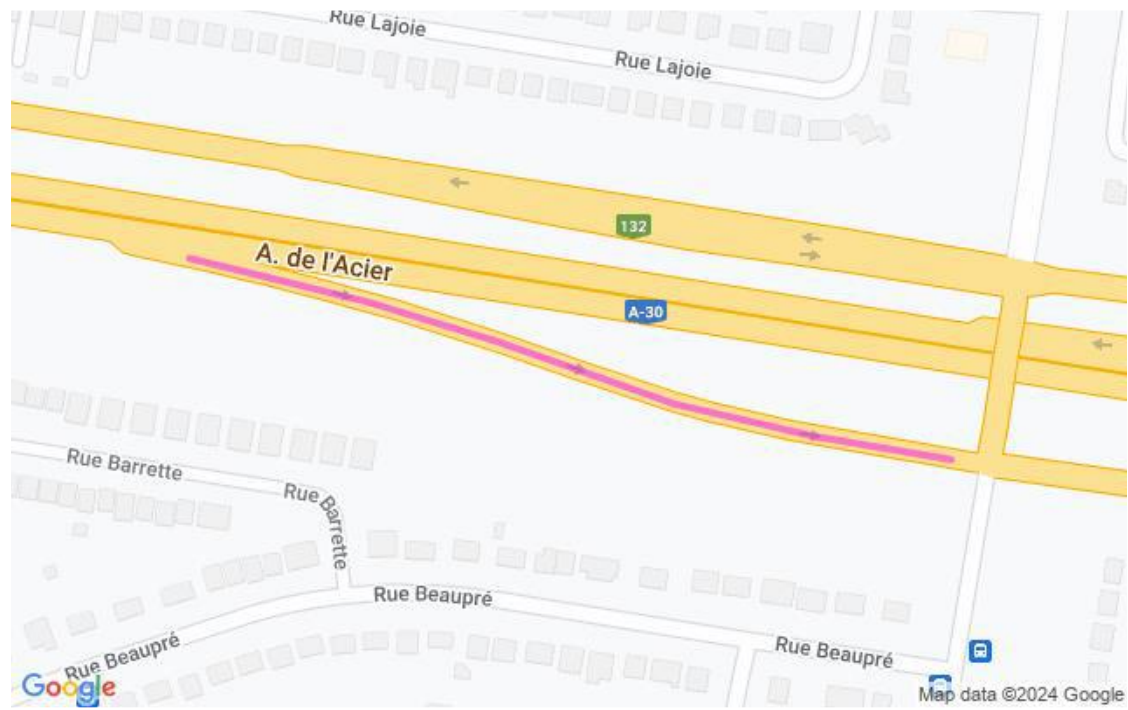 Rue Lajoie
Rue Lajoie
132
A. de l'Acier
A-30
Rue Barrette
Rue Barrette
Rue Beaupré
Rue Beaupré
Rue Beaupré
Google
Map data ©2024 Google